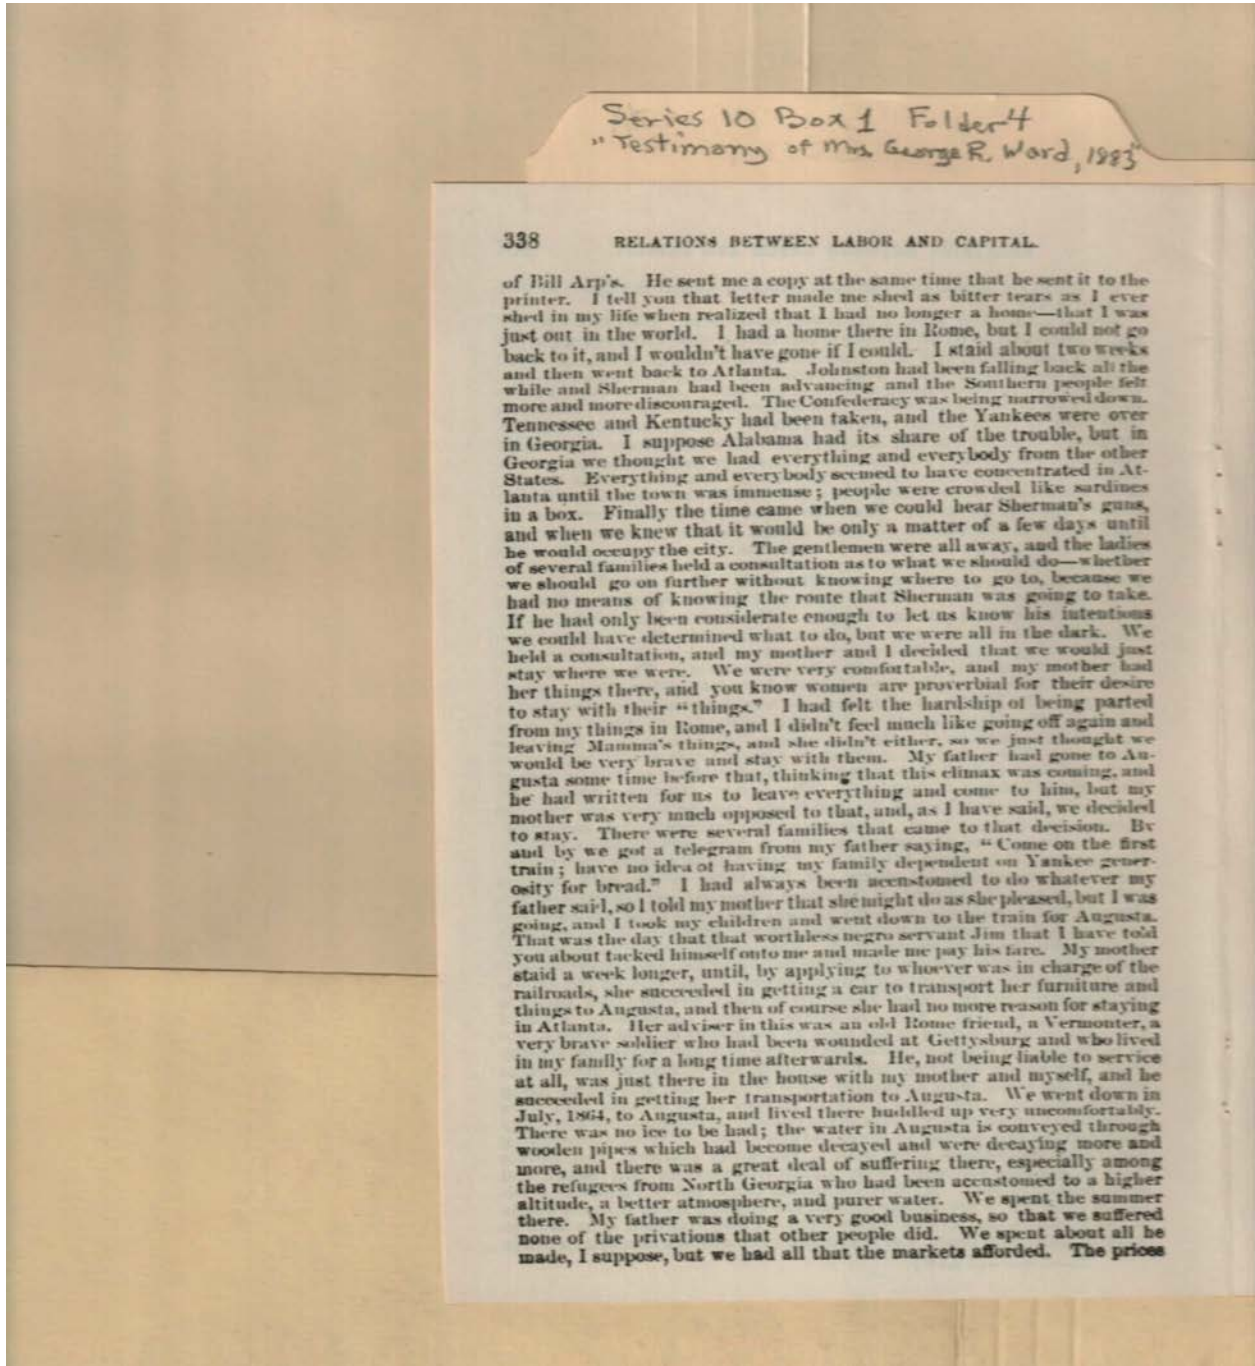 Series 10 Box 1 Folder 4
"Testimony of Mrs. George R. Ward, 1883"
338 RELATIONS BETWEEN LABOR AND CAPITAL.
of Bill Arp's. He sent me a copy at the same time that he sent it to the
printer. I tell you that letter made me shed as bitter tears as I ever
shed in my life when realized that I had no longer a home—that I was
just out in the world. I had a home there in Rome, but I could not go
back to it, and I wouldn't have gone if I could. I staid about two weeks
and then went back to Atlanta. Johnston had been falling back all the
while and Sherman had been advancing and the Southern people felt
more and more discouraged. The Confederacy was being narrowed down.
Tennessee and Kentucky had been taken, and the Yankees were over
in Georgia. I suppose Alabama had its share of the trouble, but in
Georgia we thought we had everything and everybody from the other
States. Everything and everybody seemed to have concentrated in At-
lanta until the town was immense; people were crowded like sardines
in a box. Finally the time came when we could hear Sherman's guns,
and when we knew that it would be only a matter of a few days until
he would occupy the city. The gentlemen were all away, and the ladies
of several families held a consultation as to what we should do—whether
we should go on further without knowing where to go to, because we
had no means of knowing the route that Sherman was going to take.
If he had only been considerate enough to let us know his intentions
we could have determined what to do, but we were all in the dark. We
held a consultation, and my mother and I decided that we would just
stay where we were. We were very comfortable, and my mother had
her things there, and you know women are proverbial for their desire
to stay with their "things." I had felt the hardship of being parted
from my things in Rome, and I didn't feel much like going off again and
leaving Mamma's things, and she didn't either, so we just thought we
would be very brave and stay with them. My father had gone to Au-
gusta some time before that, thinking that this climax was coming, and
he had written for us to leave everything and come to him, but my
mother was very much opposed to that, and, as I have said, we decided
to stay. There were several families that came to that decision. By
and by we got a telegram from my father saying, "Come on the first
train; have no idea of having my family dependent on Yankee gener-
osity for bread." I had always been accustomed to do whatever my
father said, so I told my mother that she might do as she pleased, but I was
going, and I took my children and went down to the train for Augusta.
That was the day that that worthless negro servant Jim that I have told
you about tacked himself onto me and made me pay his fare. My mother
staid a week longer, until, by applying to whoever was in charge of the
railroads, she succeeded in getting a car to transport her furniture and
things to Augusta, and then of course she had no more reason for staying
in Atlanta. Her adviser in this was an old Rome friend, a Vermonter, a
very brave soldier who had been wounded at Gettysburg and who lived
in my family for a long time afterwards. He, not being liable to service
at all, was just there in the house with my mother and myself, and he
succeeded in getting her transportation to Augusta. We went down in
July, 1864, to Augusta, and lived there huddled up very uncomfortably.
There was no ice to be had; the water in Augusta is conveyed through
wooden pipes which had become decayed and were decaying more and
more, and there was a great deal of suffering there, especially among
the refugees from North Georgia who had been accustomed to a higher
altitude, a better atmosphere, and purer water. We spent the summer
there. My father was doing a very good business, so that we suffered
none of the privations that other people did. We spent about all he
made, I suppose, but we had all that the markets afforded. The prices